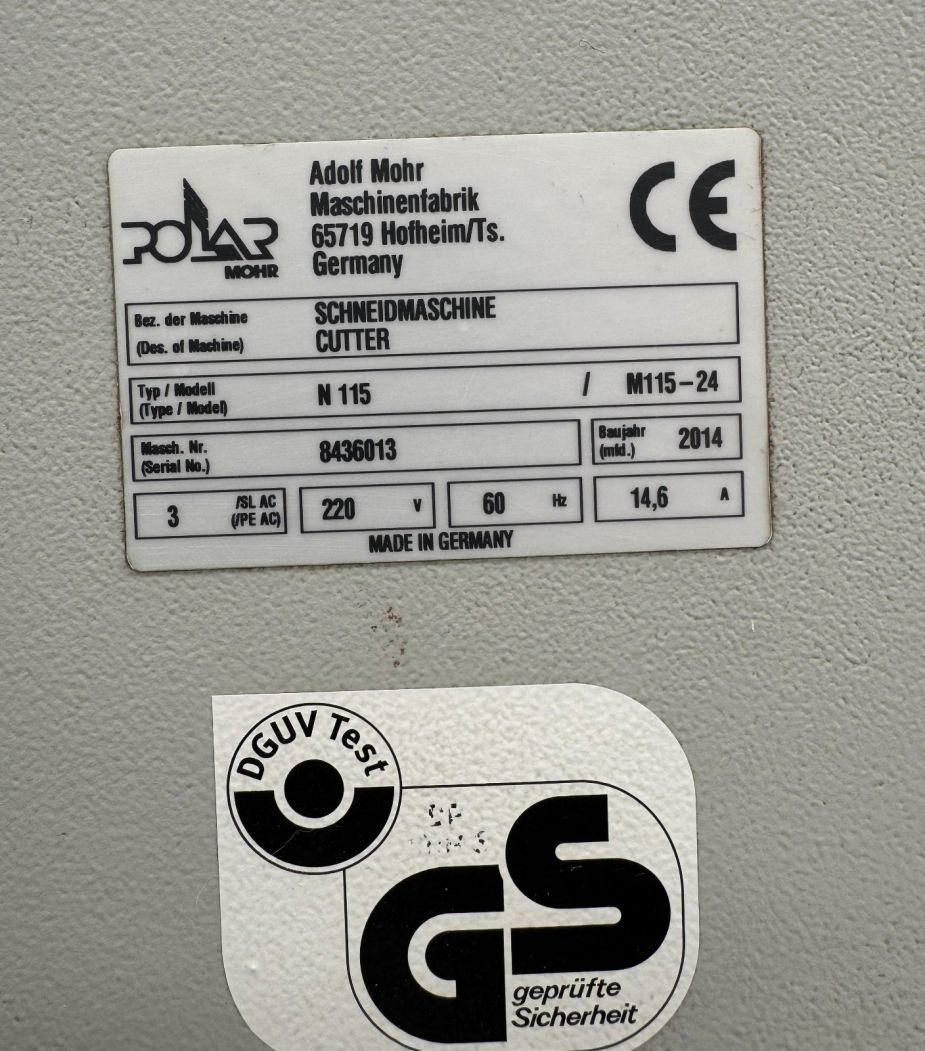 POLAR
MOHR
Adolf Mohr
Maschinenfabrik
65719 Hofheim/Ts.
Germany
CE
Bez. der Maschine
(Des. of Machine)
SCHNEIDMASCHINE
CUTTER
Typ / Modell
(Type / Model)
N 115 / M115-24
Masch. Nr.
(Serial No.)
8436013
Baujahr
(mfd.)
2014
3 /SL AC
(/PE AC)
220 V
60 Hz
14,6 A
MADE IN GERMANY
DGUV Test
GS
geprüfte
Sicherheit